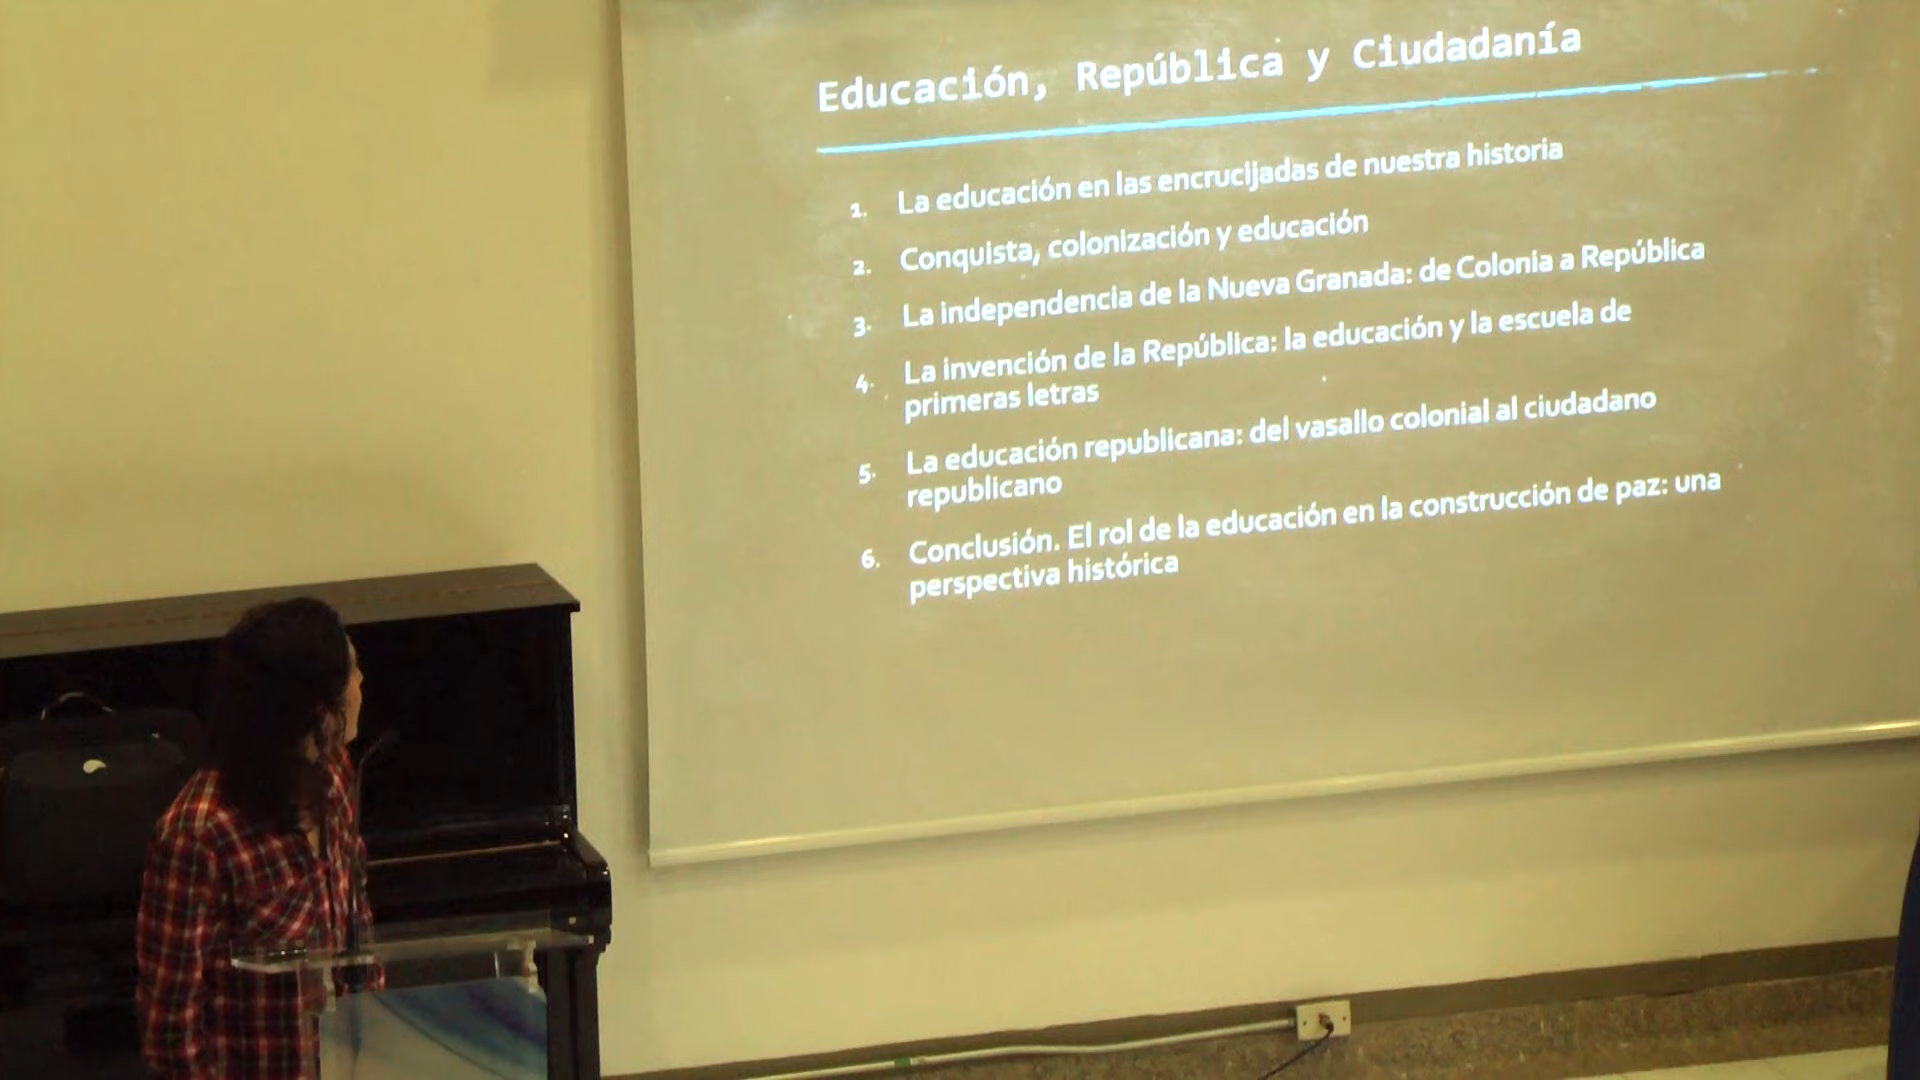 Educación, República y Ciudadanía
1. La educación en las encrucijadas de nuestra historia
2. Conquista, colonización y educación
3. La independencia de la Nueva Granada: de Colonia a República
4. La invención de la República: la educación y la escuela de
primeras letras
5. La educación republicana: del vasallo colonial al ciudadano
republicano
6. Conclusión. El rol de la educación en la construcción de paz: una
perspectiva histórica